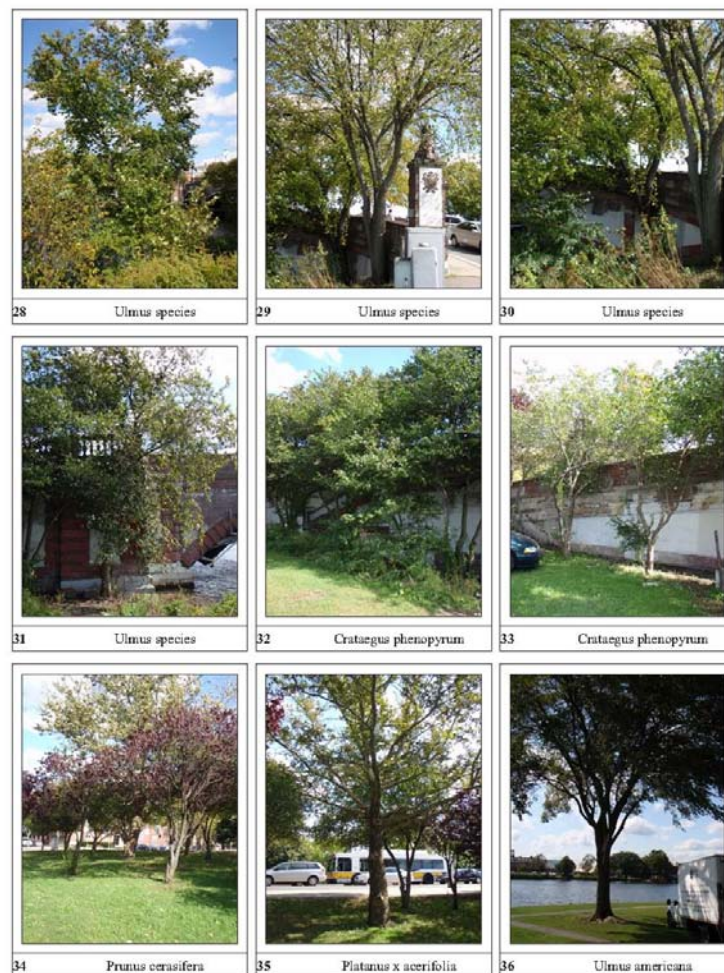 28 Ulmus species
29 Ulmus species
30 Ulmus species
31 Ulmus species
32 Crataegus phenopyrum
33 Crataegus phenopyrum
34 Prunus cerasifera
35 Platanus x acerifolia
36 Ulmus americana